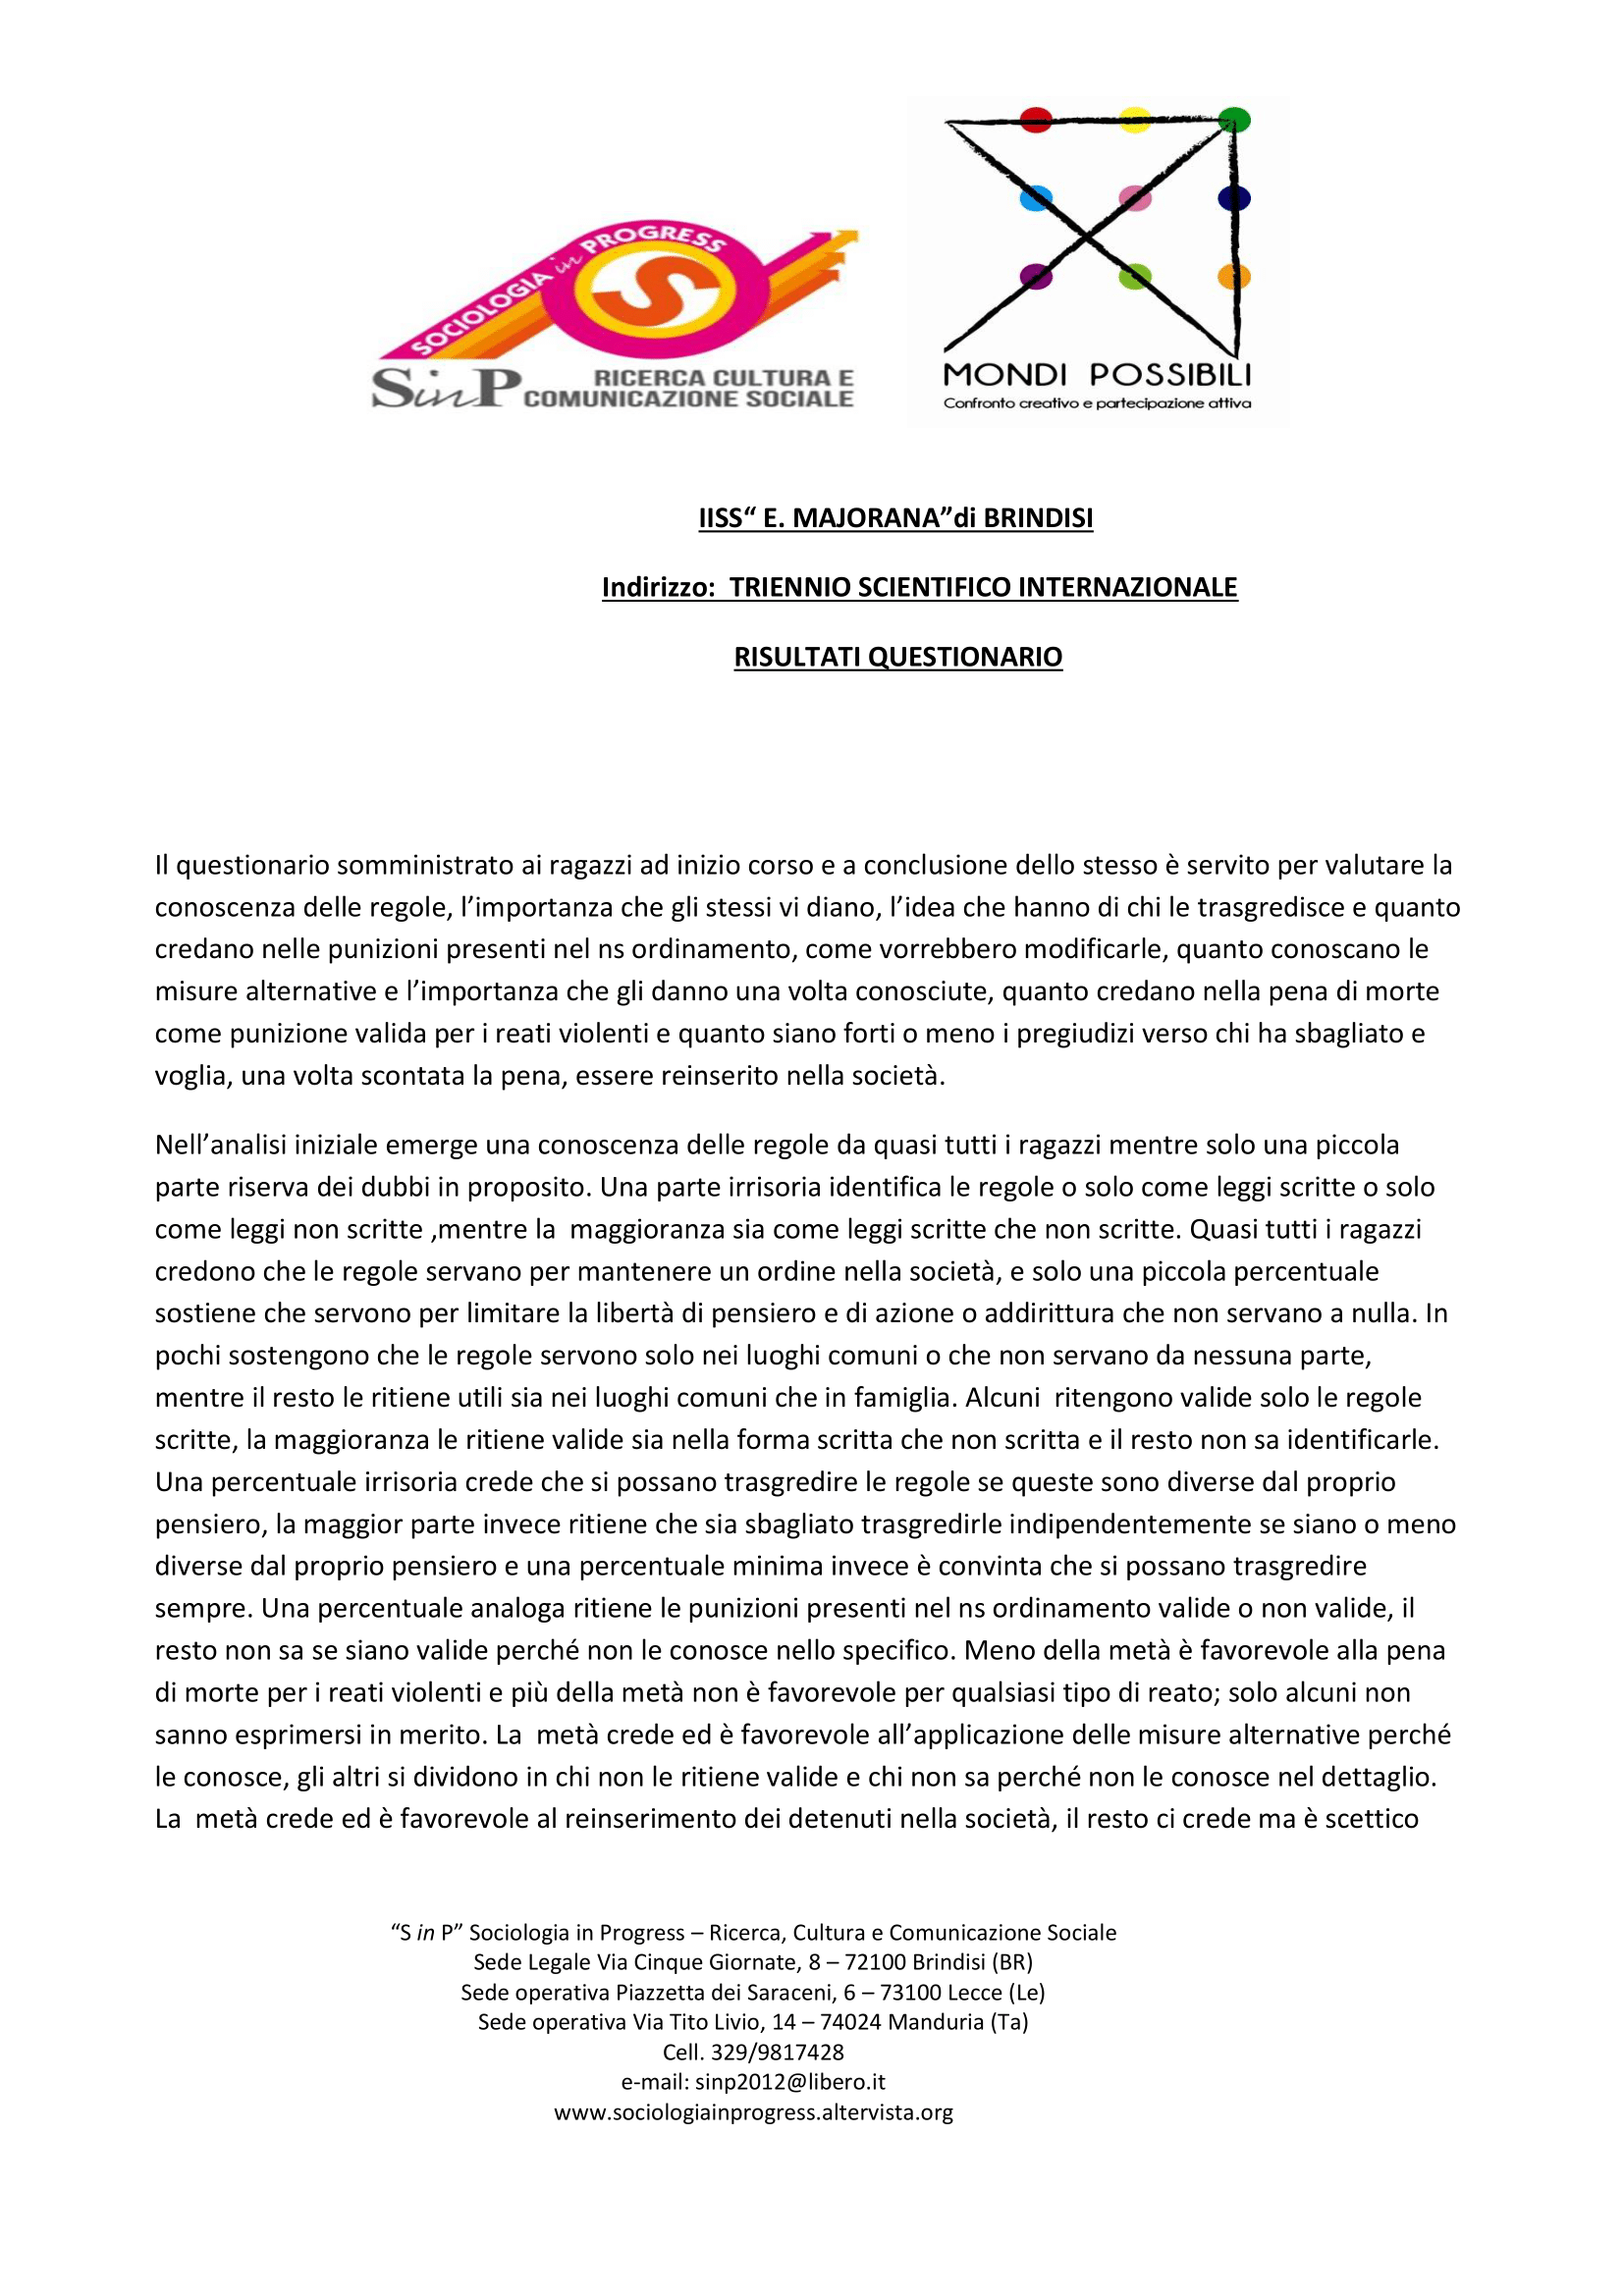 SOCIOLOGIA in PROGRESS
S
SinP RICERCA CULTURA E
COMUNICAZIONE SOCIALE
MONDI POSSIBILI
Confronto creativo e partecipazione attiva
IISS“ E. MAJORANA”di BRINDISI
Indirizzo:  TRIENNIO SCIENTIFICO INTERNAZIONALE
RISULTATI QUESTIONARIO
Il questionario somministrato ai ragazzi ad inizio corso e a conclusione dello stesso è servito per valutare la
conoscenza delle regole, l’importanza che gli stessi vi diano, l’idea che hanno di chi le trasgredisce e quanto
credano nelle punizioni presenti nel ns ordinamento, come vorrebbero modificarle, quanto conoscano le
misure alternative e l’importanza che gli danno una volta conosciute, quanto credano nella pena di morte
come punizione valida per i reati violenti e quanto siano forti o meno i pregiudizi verso chi ha sbagliato e
voglia, una volta scontata la pena, essere reinserito nella società.
Nell’analisi iniziale emerge una conoscenza delle regole da quasi tutti i ragazzi mentre solo una piccola
parte riserva dei dubbi in proposito. Una parte irrisoria identifica le regole o solo come leggi scritte o solo
come leggi non scritte ,mentre la  maggioranza sia come leggi scritte che non scritte. Quasi tutti i ragazzi
credono che le regole servano per mantenere un ordine nella società, e solo una piccola percentuale
sostiene che servono per limitare la libertà di pensiero e di azione o addirittura che non servano a nulla. In
pochi sostengono che le regole servono solo nei luoghi comuni o che non servano da nessuna parte,
mentre il resto le ritiene utili sia nei luoghi comuni che in famiglia. Alcuni  ritengono valide solo le regole
scritte, la maggioranza le ritiene valide sia nella forma scritta che non scritta e il resto non sa identificarle.
Una percentuale irrisoria crede che si possano trasgredire le regole se queste sono diverse dal proprio
pensiero, la maggior parte invece ritiene che sia sbagliato trasgredirle indipendentemente se siano o meno
diverse dal proprio pensiero e una percentuale minima invece è convinta che si possano trasgredire
sempre. Una percentuale analoga ritiene le punizioni presenti nel ns ordinamento valide o non valide, il
resto non sa se siano valide perché non le conosce nello specifico. Meno della metà è favorevole alla pena
di morte per i reati violenti e più della metà non è favorevole per qualsiasi tipo di reato; solo alcuni non
sanno esprimersi in merito. La  metà crede ed è favorevole all’applicazione delle misure alternative perché
le conosce, gli altri si dividono in chi non le ritiene valide e chi non sa perché non le conosce nel dettaglio.
La  metà crede ed è favorevole al reinserimento dei detenuti nella società, il resto ci crede ma è scettico
“S in P” Sociologia in Progress – Ricerca, Cultura e Comunicazione Sociale
Sede Legale Via Cinque Giornate, 8 – 72100 Brindisi (BR)
Sede operativa Piazzetta dei Saraceni, 6 – 73100 Lecce (Le)
Sede operativa Via Tito Livio, 14 – 74024 Manduria (Ta)
Cell. 329/9817428
e-mail: sinp2012@libero.it
www.sociologiainprogress.altervista.org